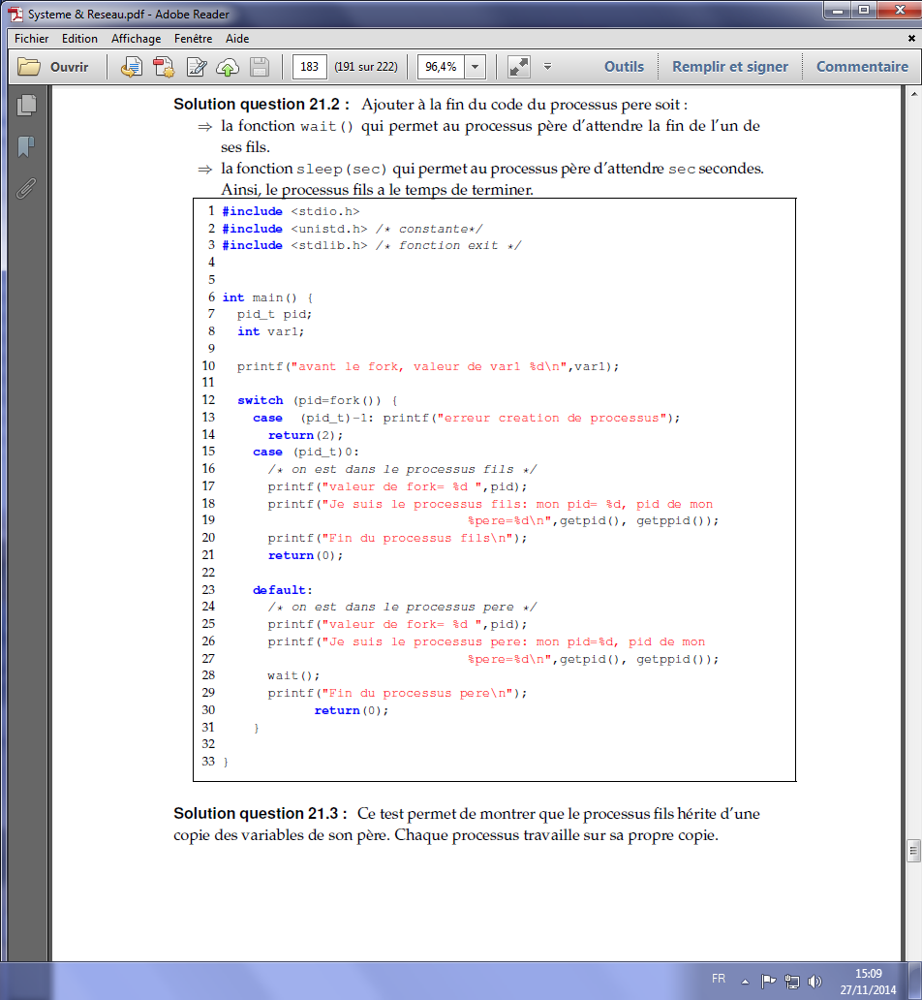 Systeme & Reseau.pdf - Adobe Reader
Fichier Edition Affichage Fenêtre Aide
Ouvrir 183 (191 sur 222) 96,4% Outils Remplir et signer Commentaire
Solution question 21.2 : Ajouter à la fin du code du processus pere soit :
⇒ la fonction wait() qui permet au processus père d'attendre la fin de l'un de
ses fils.
⇒ la fonction sleep(sec) qui permet au processus père d'attendre sec secondes.
Ainsi, le processus fils a le temps de terminer.
1 #include <stdio.h>
2 #include <unistd.h> /* constante*/
3 #include <stdlib.h> /* fonction exit */
4
5
6 int main() {
7 pid_t pid;
8 int var1;
9
10 printf("avant le fork, valeur de var1 %d\n",var1);
11
12 switch (pid=fork()) {
13 case (pid_t)-1: printf("erreur creation de processus");
14 return(2);
15 case (pid_t)0:
16 /* on est dans le processus fils */
17 printf("valeur de fork= %d ",pid);
18 printf("Je suis le processus fils: mon pid= %d, pid de mon
19 %pere=%d\n",getpid(), getppid());
20 printf("Fin du processus fils\n");
21 return(0);
22
23 default:
24 /* on est dans le processus pere */
25 printf("valeur de fork= %d ",pid);
26 printf("Je suis le processus pere: mon pid=%d, pid de mon
27 %pere=%d\n",getpid(), getppid());
28 wait();
29 printf("Fin du processus pere\n");
30 return(0);
31 }
32
33 }
Solution question 21.3 : Ce test permet de montrer que le processus fils hérite d'une
copie des variables de son père. Chaque processus travaille sur sa propre copie.
FR 15:09
27/11/2014